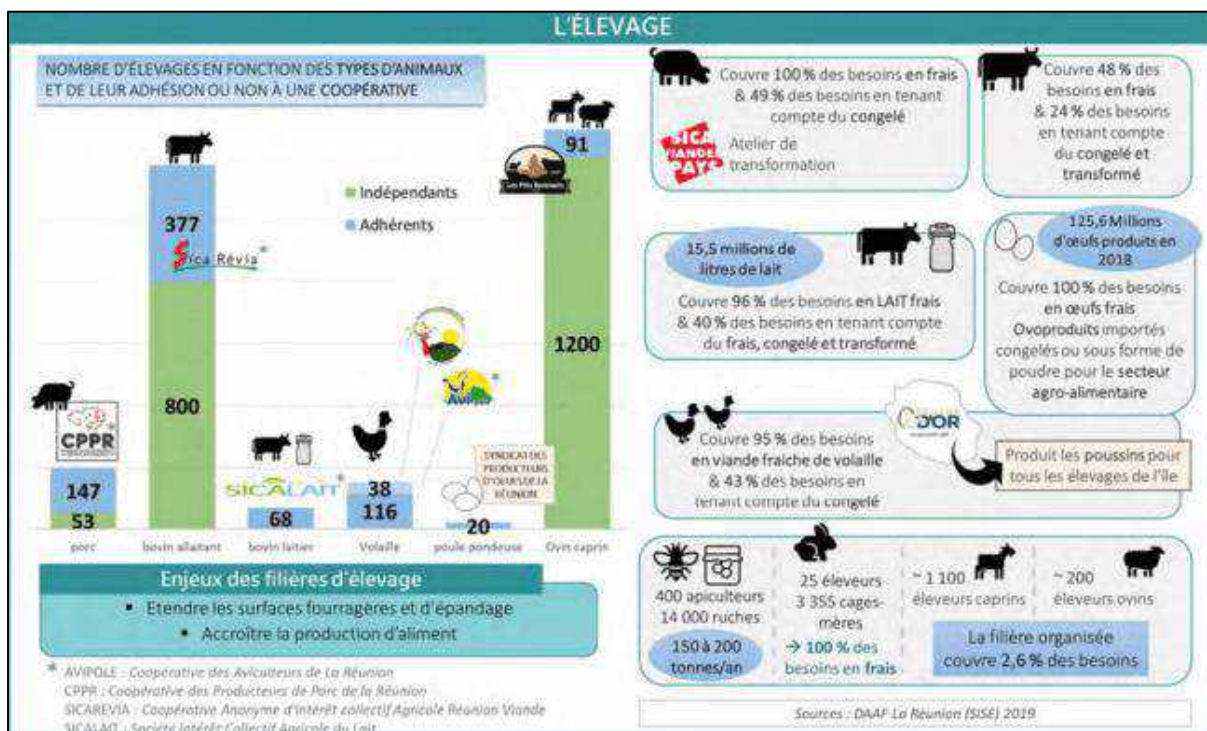 L'ÉLEVAGE
NOMBRE D'ÉLEVAGES EN FONCTION DES TYPES D'ANIMAUX
ET DE LEUR ADHÉSION OU NON À UNE COOPÉRATIVE
Indépendants
Adhérents
377
Sica Révia*
800
CPPR
147
53
SICALAIT*
68
38
116
AviPôle*
SYNDICAT DES
PRODUCTEURS
D'OEUFS DE LA
RÉUNION
20
91
1200
porc
bovin allaitant
bovin laitier
Volaille
poule pondeuse
Ovin caprin
Enjeux des filières d'élevage
▪ Etendre les surfaces fourragères et d'épandage
▪ Accroître la production d'aliment
* AVIPOLE : Coopérative des Aviculteurs de La Réunion
CPPR : Coopérative des Producteurs de Porc de la Réunion
SICAREVIA : Coopérative Anonyme d'Intérêt collectif Agricole Réunion Viande
SICALAIT : Société Intérêt Collectif Agricole du Lait
Couvre 100 % des besoins en frais
& 49 % des besoins en tenant
compte du congelé
SICA
VIANDE
PAYS
Atelier de
transformation
Couvre 48 % des
besoins en frais
& 24 % des besoins
en tenant compte
du congelé et
transformé
15,5 millions de
litres de lait
Couvre 96 % des besoins en LAIT frais
& 40 % des besoins en tenant compte
du frais, congelé et transformé
125,6 Millions
d'œufs produits en
2018
Couvre 100 % des besoins
en œufs frais
Ovoproduits importés
congelés ou sous forme de
poudre pour le secteur
agro-alimentaire
Couvre 95 % des besoins
en viande fraiche de volaille
& 43 % des besoins en
tenant compte du congelé
D'OR
Produit les poussins pour
tous les élevages de l'île
400 apiculteurs
14 000 ruches
150 à 200
tonnes/an
25 éleveurs
3 355 cages-
mères
→ 100 % des
besoins en frais
~ 1 100
éleveurs caprins
~ 200
éleveurs ovins
La filière organisée
couvre 2,6 % des besoins
Sources : DAAF La Réunion (SISE) 2019